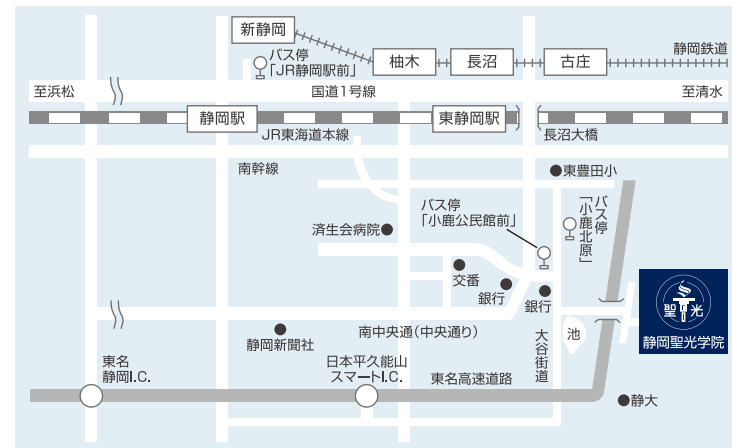 新静岡
バス停
「JR静岡駅前」
柚木
長沼
古庄
静岡鉄道
至浜松
国道1号線
至清水
静岡駅
東静岡駅
JR東海道本線
長沼大橋
南幹線
東豊田小
バス停
「小鹿公民館前」
バス停
「小鹿北原」
済生会病院
交番
銀行
銀行
聖光
静岡聖光学院
南中央通(中央通り)
静岡新聞社
大谷街道
池
東名
静岡I.C.
日本平久能山
スマートI.C.
東名高速道路
静大